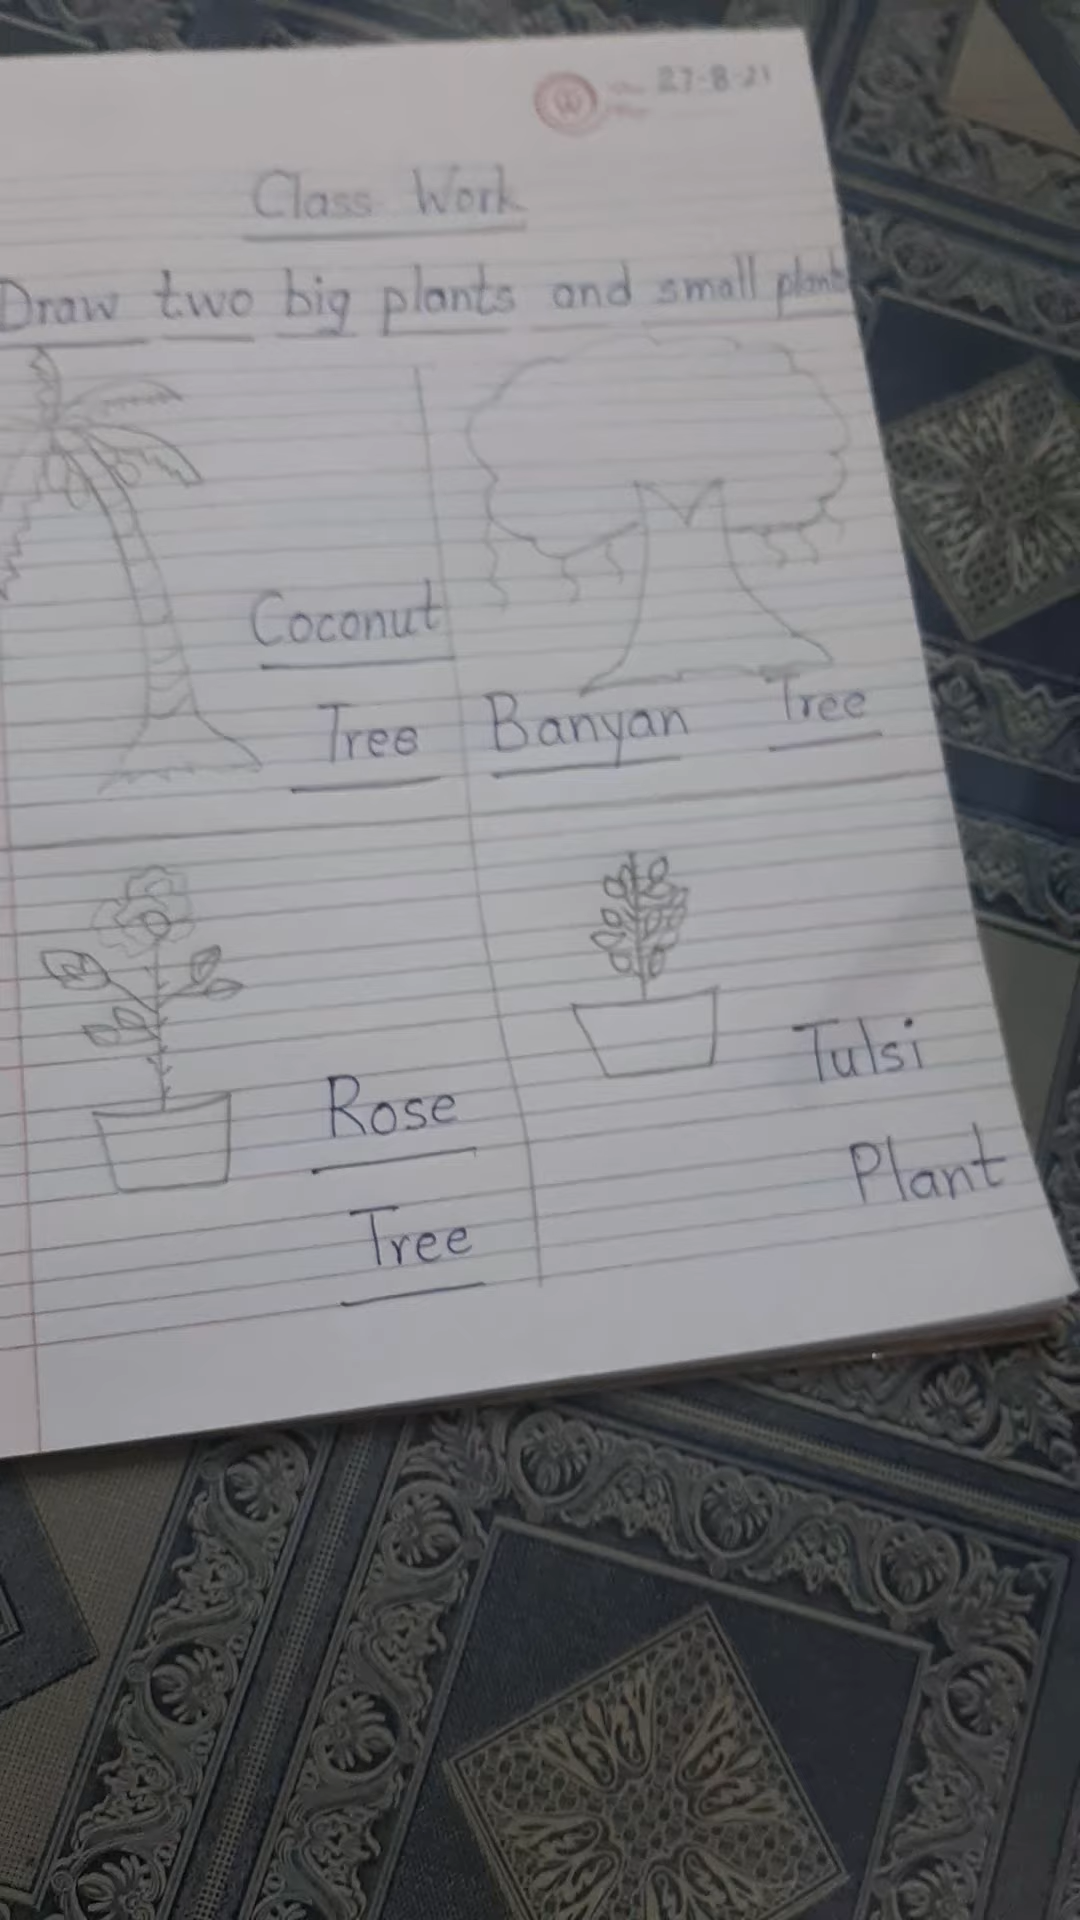 27-8-21
Class Work
Draw two big plants and small plants
Coconut
Tree
Banyan Tree
Rose
Tree
Tulsi
Plant